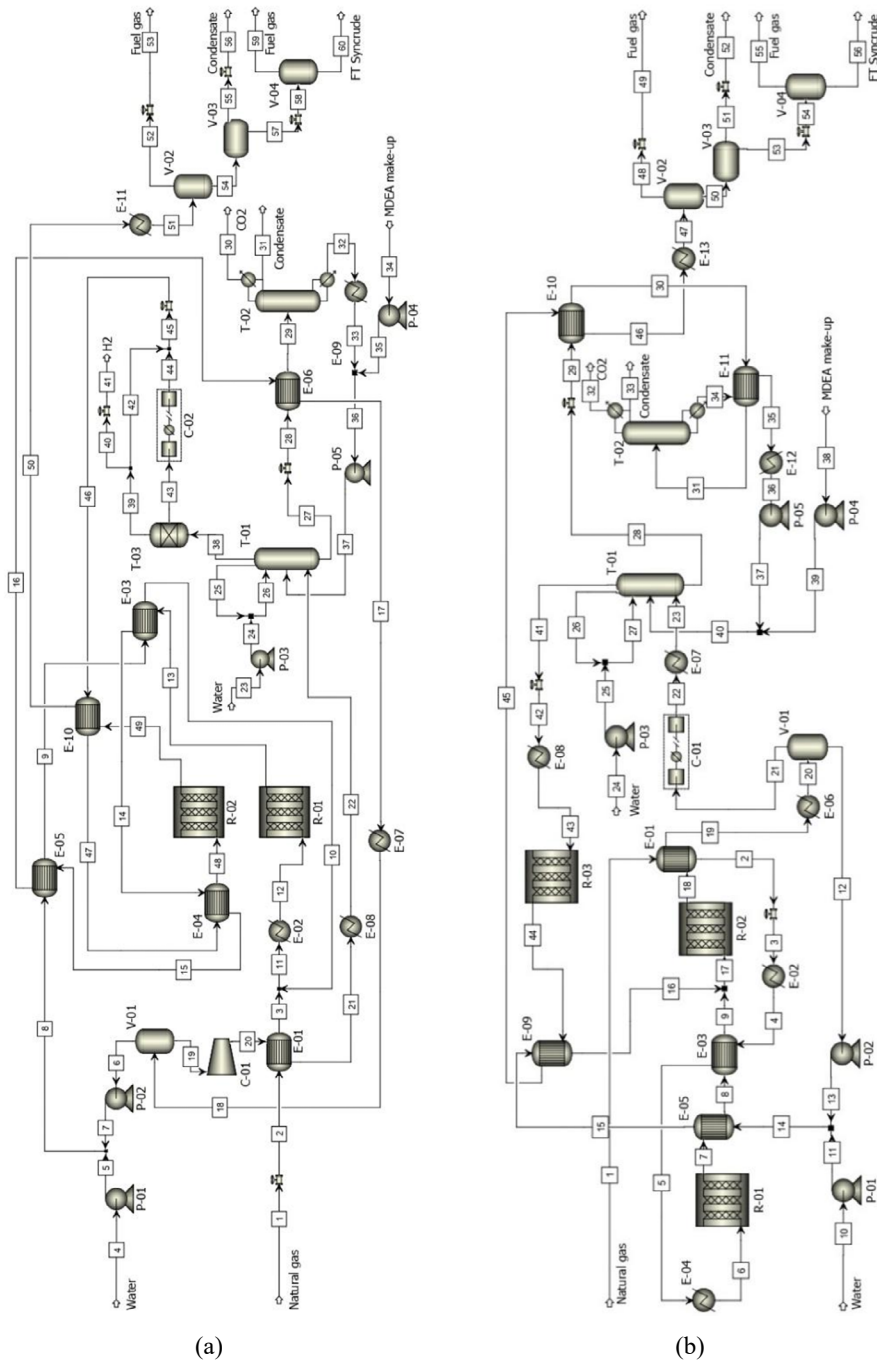 8
16
9
50
E-05
14
15
E-10
47
46
49
E-03
13
53
Fuel gas
E-11
52
V-02
51
54
56
Condensate
V-03
55
59
Fuel gas
V-04
57
58
60
FT Syncrude
H2
41
40
42
39
45
44
C-02
43
T-03
38
R-02
48
E-04
R-01
10
12
E-02
11
3
E-08
22
21
17
E-07
Water
4
P-01
5
7
P-02
6
V-01
19
C-01
20
18
E-01
2
1
Natural gas
Water
23
P-03
24
25
26
T-01
27
28
E-06
29
T-02
CO2
30
Condensate
31
32
E-09
33
35
36
P-05
37
P-04
34
MDEA make-up
(a)
45
15
E-09
44
R-03
43
E-08
42
41
16
Natural gas
1
E-01
2
3
E-02
4
18
R-02
17
9
E-03
8
E-05
7
R-01
5
6
E-04
14
19
20
E-06
V-01
21
C-01
22
E-07
23
12
P-02
13
11
P-01
10
Water
Water
24
P-03
25
26
27
T-01
28
40
29
E-10
30
46
CO2
32
33
Condensate
T-02
34
E-11
31
35
E-12
36
P-05
37
39
P-04
38
MDEA make-up
E-13
47
V-02
48
49
Fuel gas
50
V-03
51
52
Condensate
53
54
V-04
55
Fuel gas
56
FT Syncrude
(b)